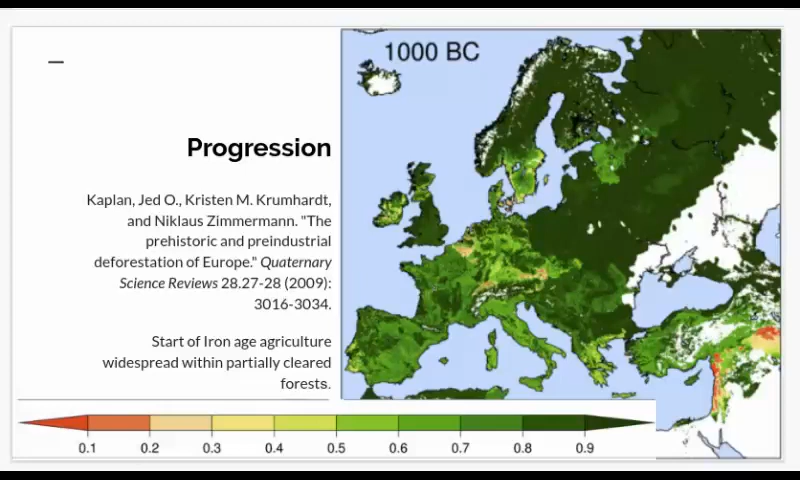 1000 BC
Progression
Kaplan, Jed O., Kristen M. Krumhardt,
and Niklaus Zimmermann. "The
prehistoric and preindustrial
deforestation of Europe." Quaternary
Science Reviews 28.27-28 (2009):
3016-3034.
Start of Iron age agriculture
widespread within partially cleared
forests.
0.1 0.2 0.3 0.4 0.5 0.6 0.7 0.8 0.9